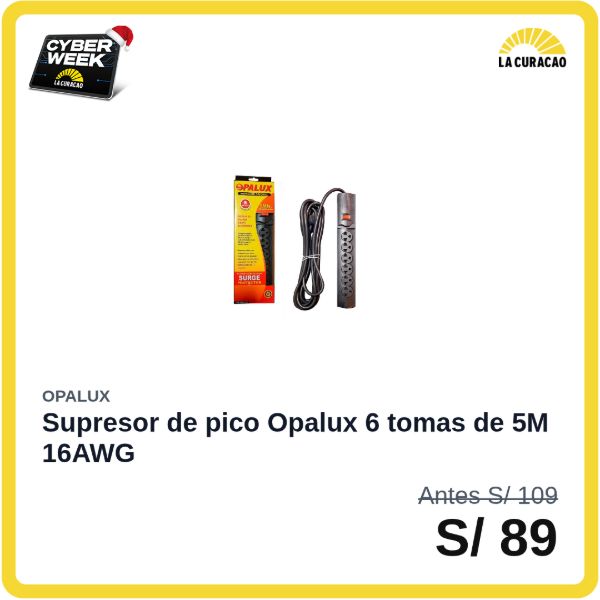 CYBER
WEEK
LA CURACAO
LA CURACAO
OPALUX
SURGE
PROTECTOR
OPALUX
Supresor de pico Opalux 6 tomas de 5M
16AWG
Antes S/ 109
S/ 89